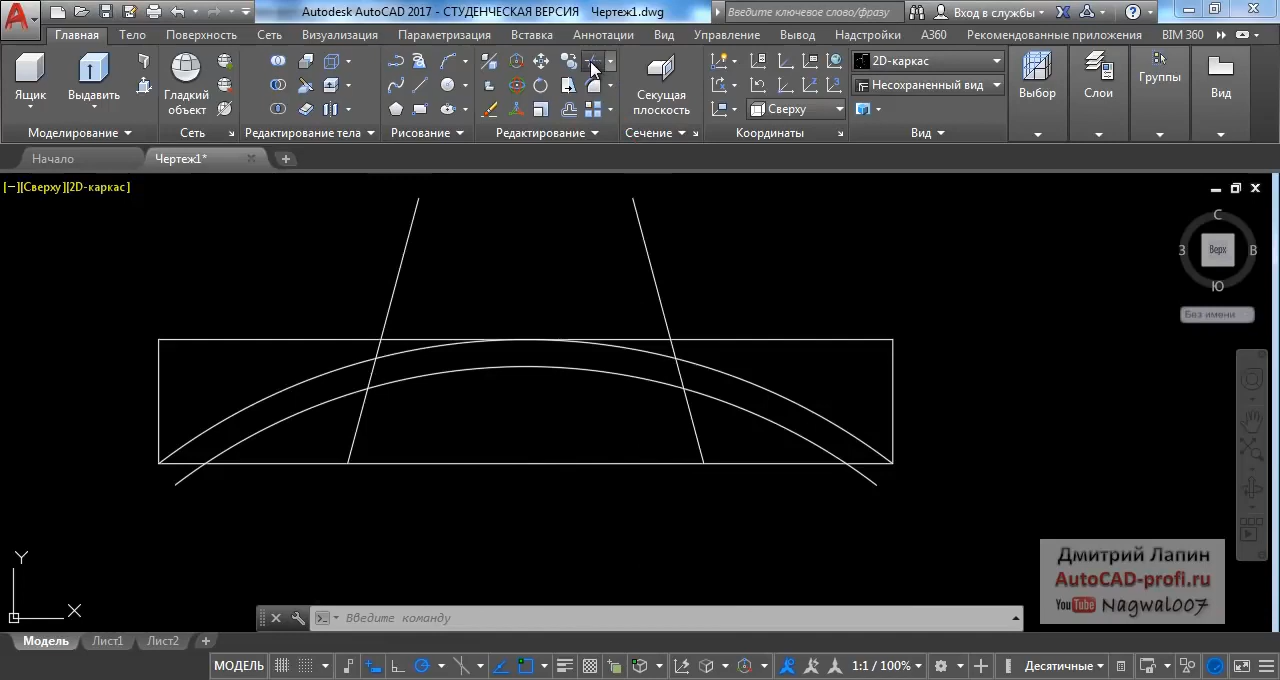 Autodesk AutoCAD 2017 - СТУДЕНЧЕСКАЯ ВЕРСИЯ Чертеж1.dwg
Введите ключевое слово/фразу
Вход в службы
Главная Тело Поверхность Сеть Визуализация Параметризация Вставка Аннотации Вид Управление Вывод Надстройки A360 Рекомендованные приложения BIM 360
2D-каркас
Несохраненный вид
Сверху
Ящик Выдавить Гладкий объект Секущая плоскость Выбор Слои Группы Вид
Моделирование Сеть Редактирование тела Рисование Редактирование Сечение Координаты Вид
Начало Чертеж1*
[−][Сверху][2D-каркас]
С
З Верх В
Ю
Без имени
Y
X
Дмитрий Лапин
AutoCAD-profi.ru
YouTube Nagwal007
Введите команду
Модель Лист1 Лист2
МОДЕЛЬ 1:1 / 100% Десятичные